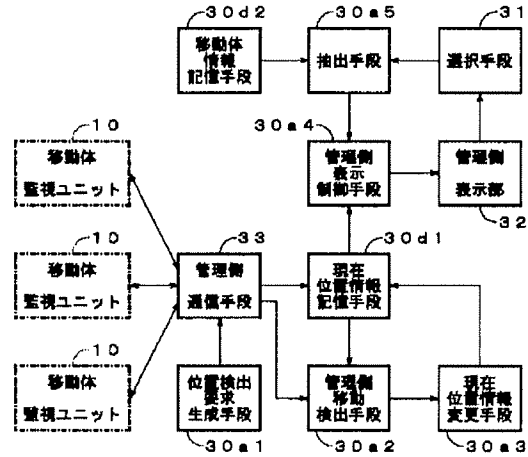 30d2
30a5
31
移動体
情報
記憶手段
抽出手段
選択手段
10
30a4
移動体
監視ユニット
管理側
表示
制御手段
管理側
表示部
32
10
33
30d1
移動体
監視ユニット
管理側
通信手段
現在
位置情報
記憶手段
10
移動体
監視ユニット
位置検出
要求
生成手段
管理側
移動
検出手段
現在
位置情報
変更手段
30a1
30a2
30a3